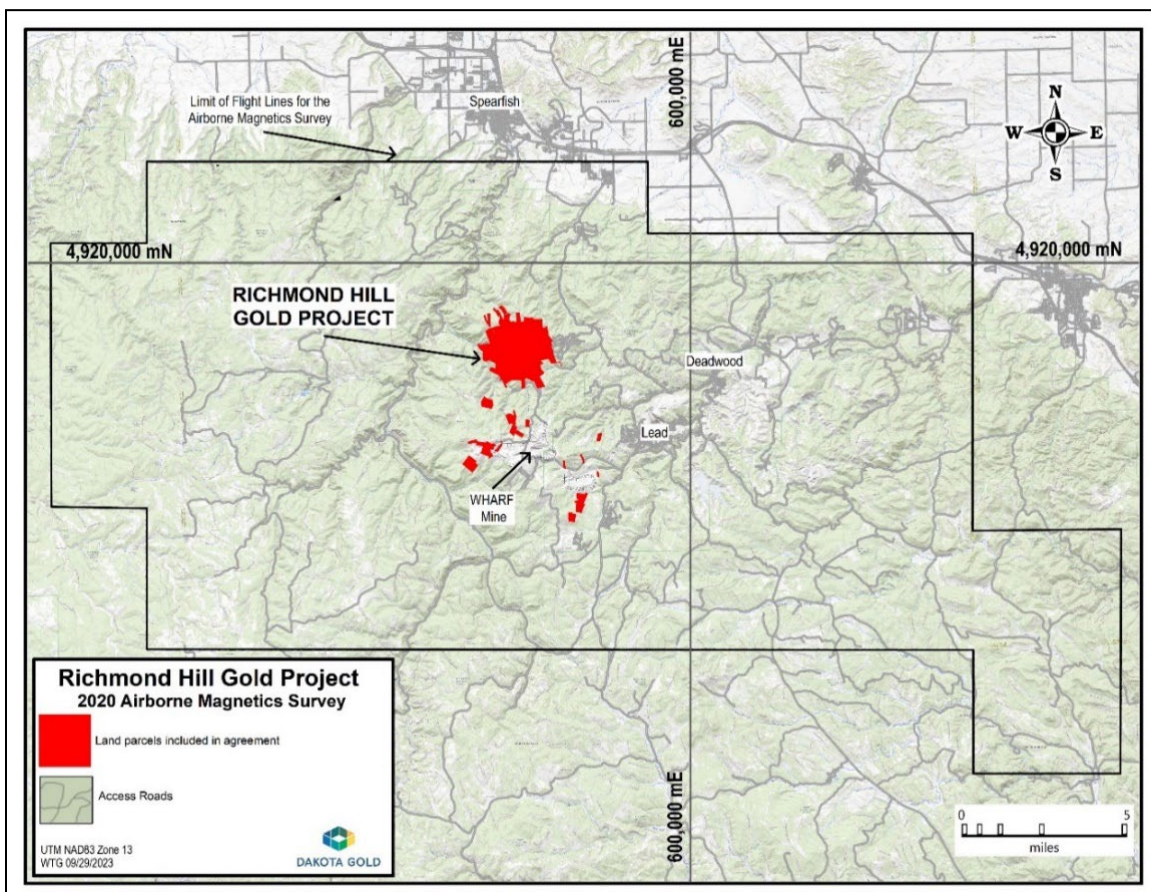 600,000 mE
Limit of Flight Lines for the
Airborne Magnetics Survey
Spearfish
N
W
E
S
4,920,000 mN
4,920,000 mN
RICHMOND HILL
GOLD PROJECT
Deadwood
Lead
WHARF
Mine
Richmond Hill Gold Project
2020 Airborne Magnetics Survey
Land parcels included in agreement
Access Roads
UTM NAD83 Zone 13
WTG 09/29/2023
DAKOTA GOLD
600,000 mE
0
5
miles